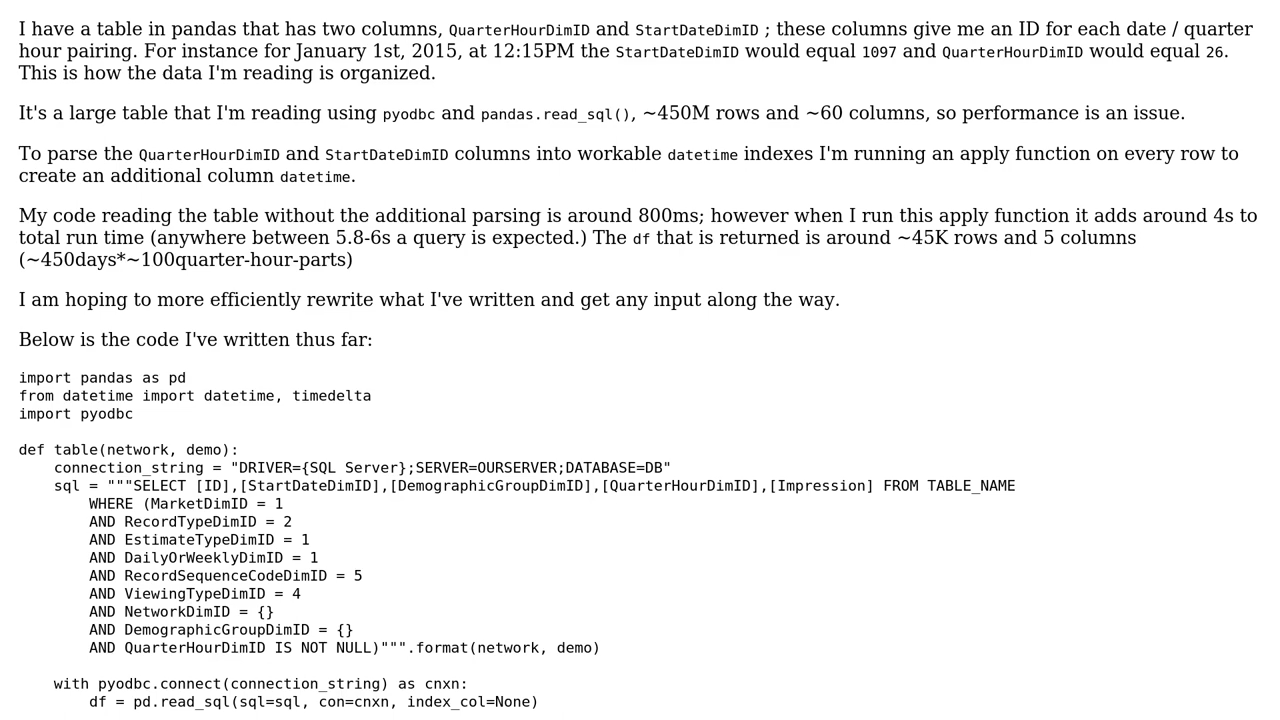 I have a table in pandas that has two columns, QuarterHourDimID and StartDateDimID ; these columns give me an ID for each date / quarter
hour pairing. For instance for January 1st, 2015, at 12:15PM the StartDateDimID would equal 1097 and QuarterHourDimID would equal 26.
This is how the data I'm reading is organized.
It's a large table that I'm reading using pyodbc and pandas.read_sql(), ~450M rows and ~60 columns, so performance is an issue.
To parse the QuarterHourDimID and StartDateDimID columns into workable datetime indexes I'm running an apply function on every row to
create an additional column datetime.
My code reading the table without the additional parsing is around 800ms; however when I run this apply function it adds around 4s to
total run time (anywhere between 5.8-6s a query is expected.) The df that is returned is around ~45K rows and 5 columns
(~450days*~100quarter-hour-parts)
I am hoping to more efficiently rewrite what I've written and get any input along the way.
Below is the code I've written thus far:
import pandas as pd
from datetime import datetime, timedelta
import pyodbc
def table(network, demo):
    connection_string = "DRIVER={SQL Server};SERVER=OURSERVER;DATABASE=DB"
    sql = """SELECT [ID],[StartDateDimID],[DemographicGroupDimID],[QuarterHourDimID],[Impression] FROM TABLE_NAME
        WHERE (MarketDimID = 1
        AND RecordTypeDimID = 2
        AND EstimateTypeDimID = 1
        AND DailyOrWeeklyDimID = 1
        AND RecordSequenceCodeDimID = 5
        AND ViewingTypeDimID = 4
        AND NetworkDimID = {}
        AND DemographicGroupDimID = {}
        AND QuarterHourDimID IS NOT NULL)""".format(network, demo)
    with pyodbc.connect(connection_string) as cnxn:
        df = pd.read_sql(sql=sql, con=cnxn, index_col=None)